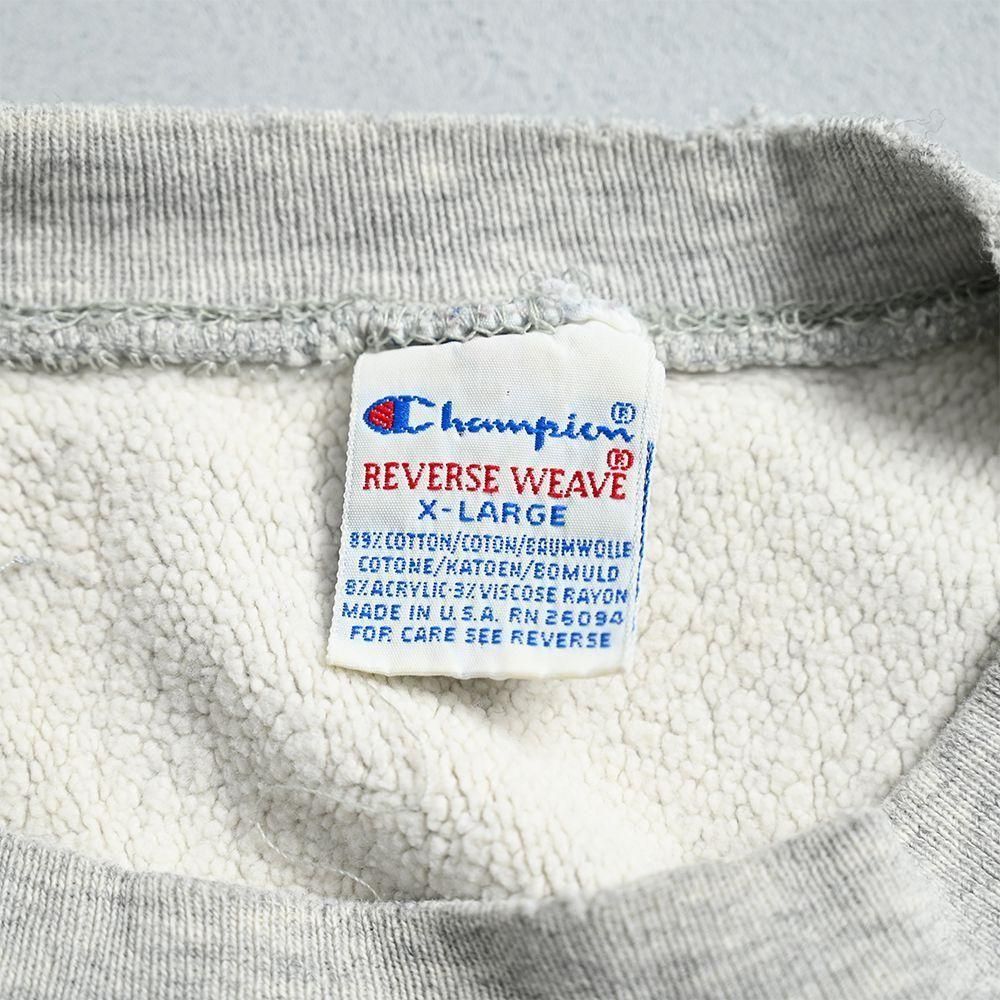 Champion®
REVERSE WEAVE®
X-LARGE
89% COTTON/COTON/BAUMWOLLE
COTONE/KATOEN/BOMULD
8% ACRYLIC·3% VISCOSE RAYON
MADE IN U.S.A. RN 26094
FOR CARE SEE REVERSE